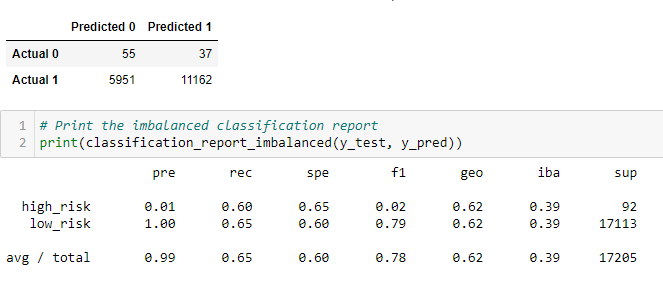 Predicted 0 Predicted 1
Actual 0 55 37
Actual 1 5951 11162
1 # Print the imbalanced classification report
2 print(classification_report_imbalanced(y_test, y_pred))
pre rec spe f1 geo iba sup
high_risk 0.01 0.60 0.65 0.02 0.62 0.39 92
low_risk 1.00 0.65 0.60 0.79 0.62 0.39 17113
avg / total 0.99 0.65 0.60 0.78 0.62 0.39 17205